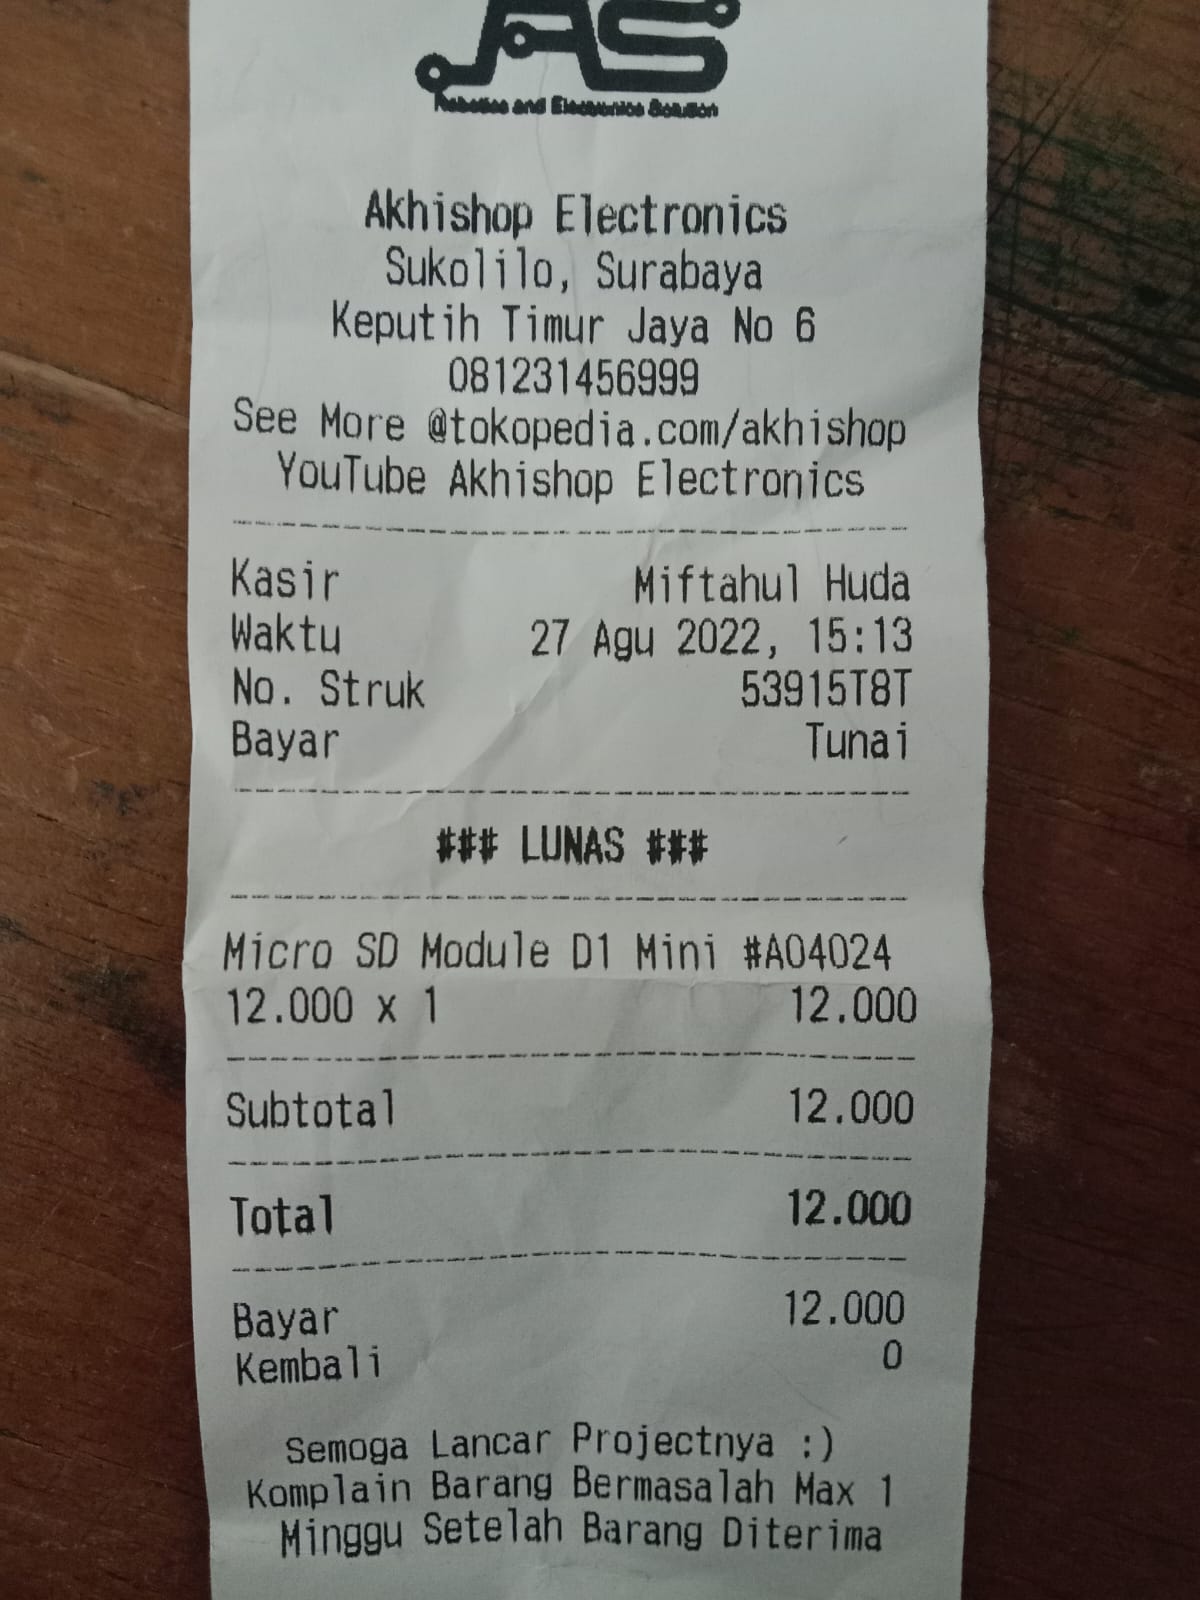 AS
Robotics and Electronics Solution
Akhishop Electronics
Sukolilo, Surabaya
Keputih Timur Jaya No 6
081231456999
See More @tokopedia.com/akhishop
YouTube Akhishop Electronics
Kasir Miftahul Huda
Waktu 27 Agu 2022, 15:13
No. Struk 53915T8T
Bayar Tunai
### LUNAS ###
Micro SD Module D1 Mini #A04024
12.000 x 1 12.000
Subtotal 12.000
Total 12.000
Bayar 12.000
Kembali 0
Semoga Lancar Projectnya :)
Komplain Barang Bermasalah Max 1
Minggu Setelah Barang Diterima